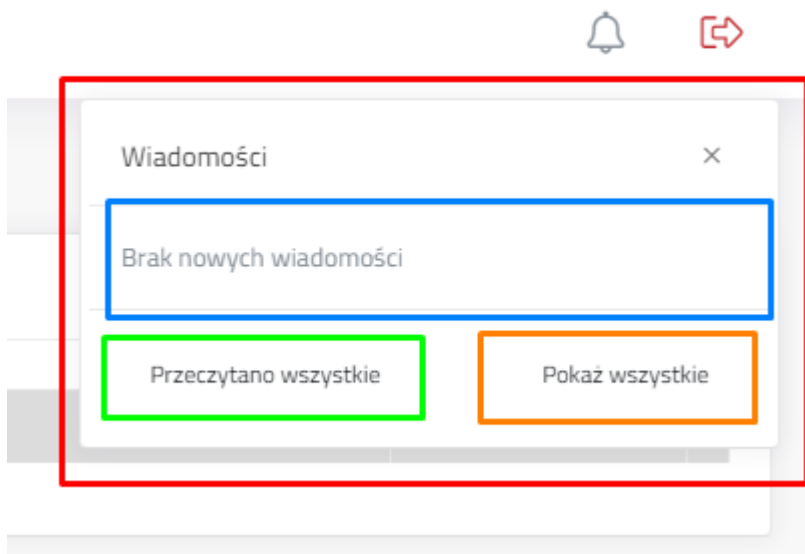 Wiadomości
Brak nowych wiadomości
Przeczytano wszystkie
Pokaż wszystkie